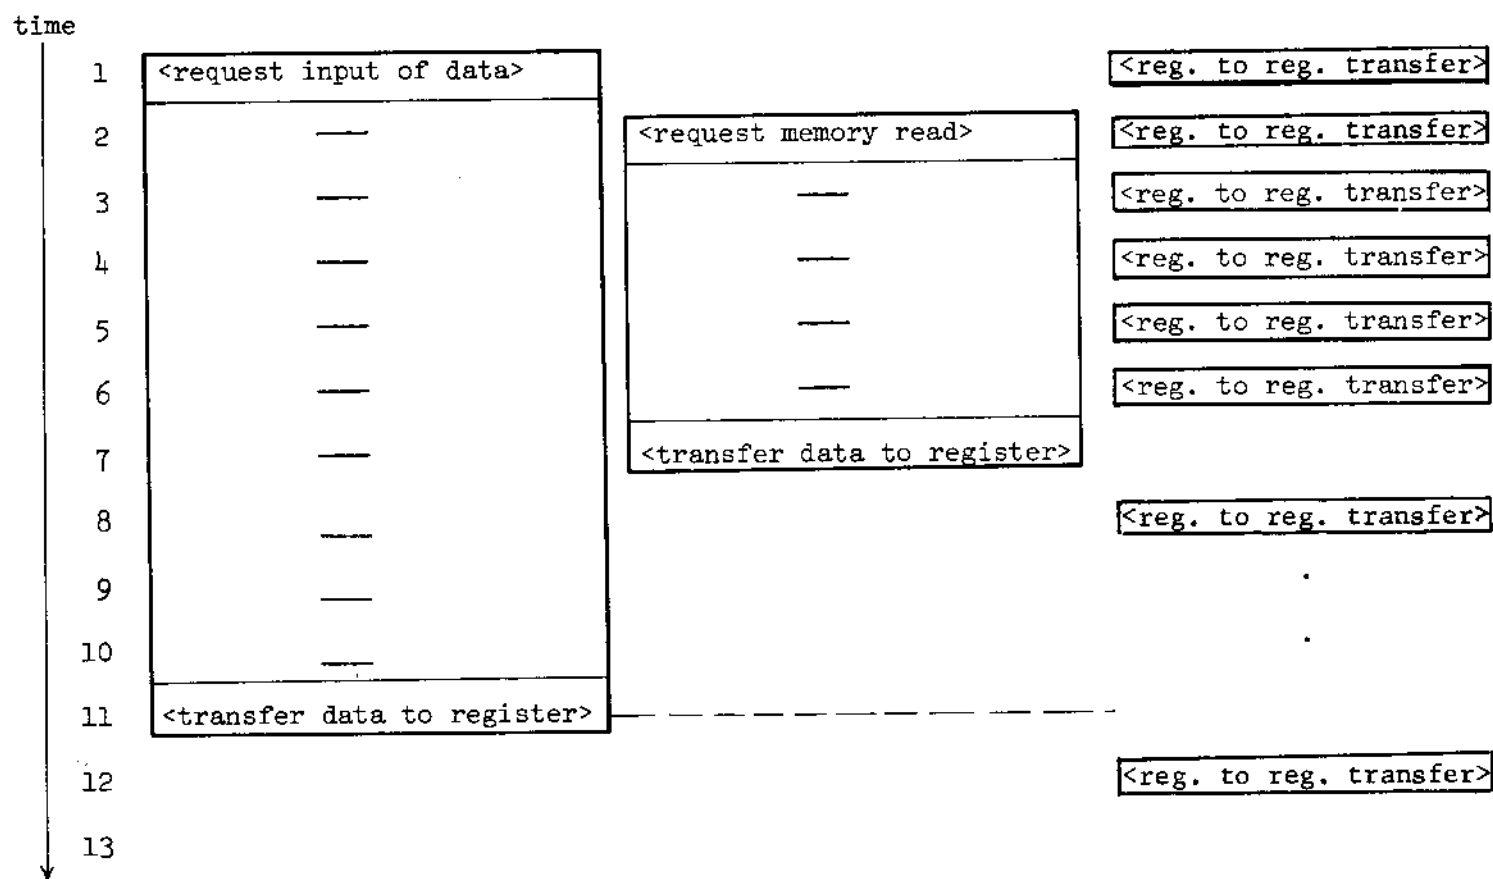 time
1 <request input of data> <reg. to reg. transfer>
2 <request memory read> <reg. to reg. transfer>
3 <reg. to reg. transfer>
4 <reg. to reg. transfer>
5 <reg. to reg. transfer>
6 <reg. to reg. transfer>
7 <transfer data to register>
8 <reg. to reg. transfer>
9 .
10 .
11 <transfer data to register>
12 <reg. to reg. transfer>
13